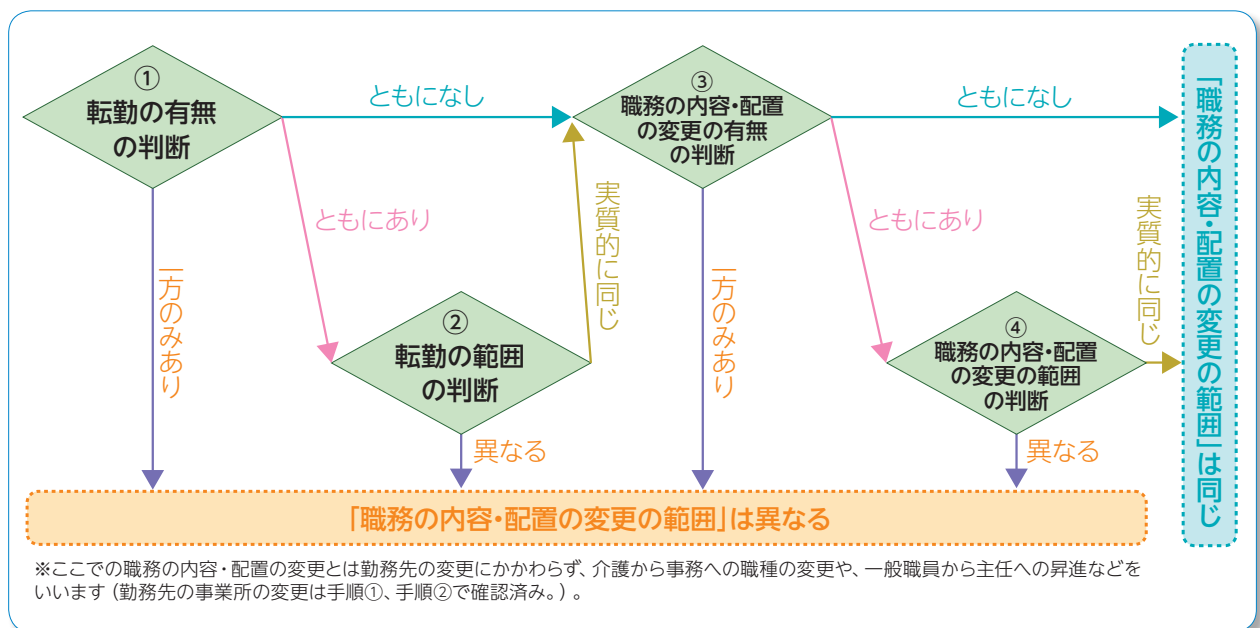 ①
転勤の有無
の判断
ともになし
ともにあり
一方のみあり
②
転勤の範囲
の判断
実質的に同じ
異なる
③
職務の内容・配置
の変更の有無
の判断
ともになし
ともにあり
一方のみあり
④
職務の内容・配置
の変更の範囲
の判断
実質的に同じ
異なる
「職務の内容・配置の変更の範囲」は同じ
「職務の内容・配置の変更の範囲」は異なる
※ここでの職務の内容・配置の変更とは勤務先の変更にかかわらず、介護から事務への職種の変更や、一般職員から主任への昇進などを
いいます（勤務先の事業所の変更は手順①、手順②で確認済み。）。